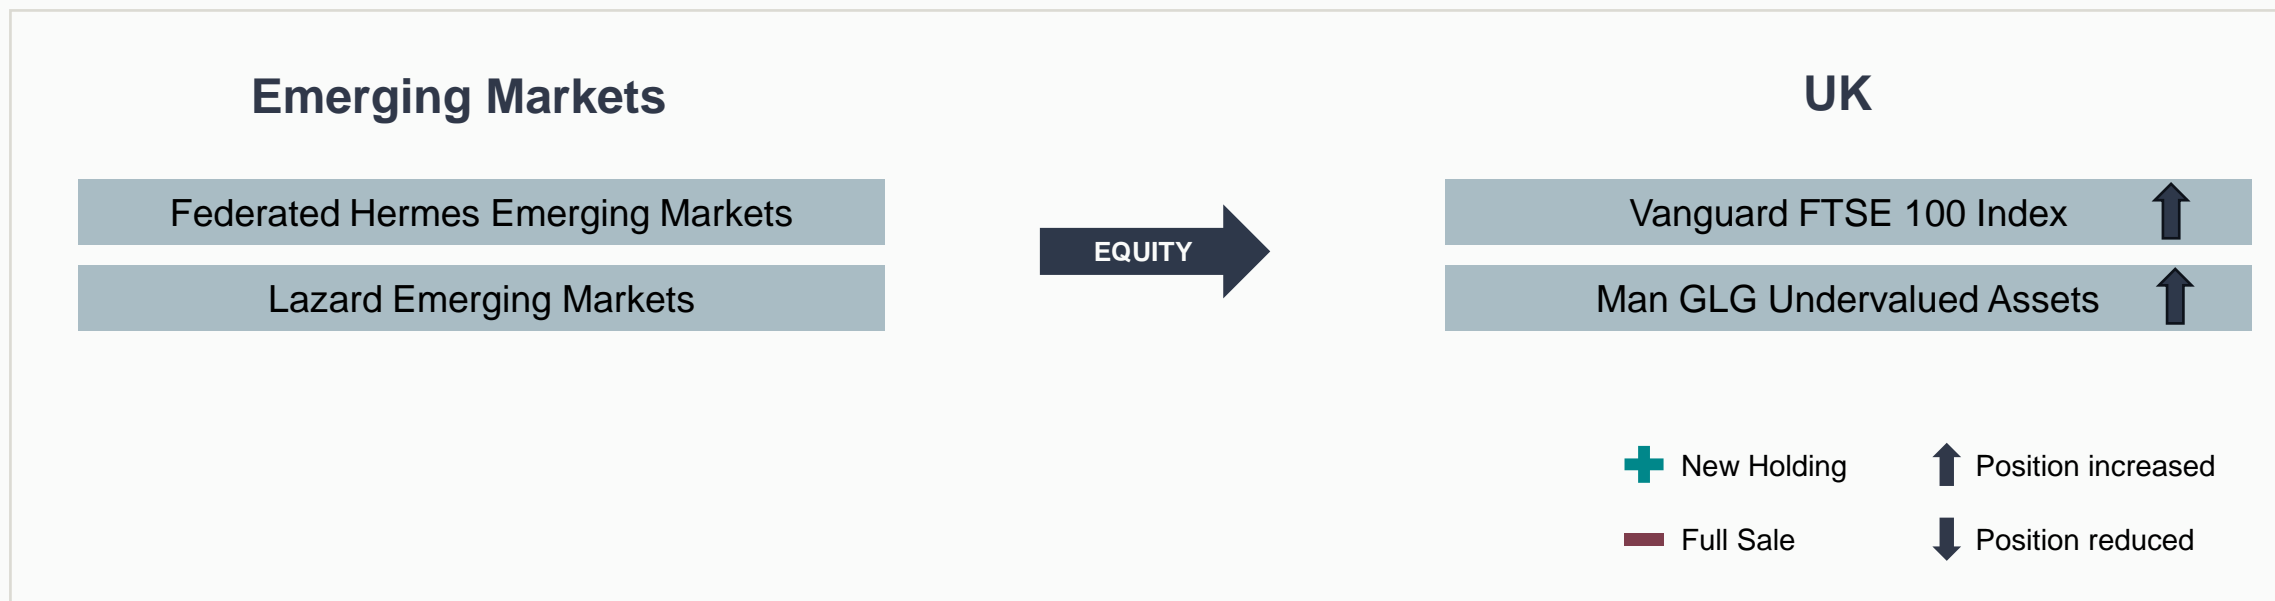 Emerging Markets
UK
Federated Hermes Emerging Markets
Vanguard FTSE 100 Index
EQUITY
Lazard Emerging Markets
Man GLG Undervalued Assets
New Holding
Position increased
Full Sale
Position reduced